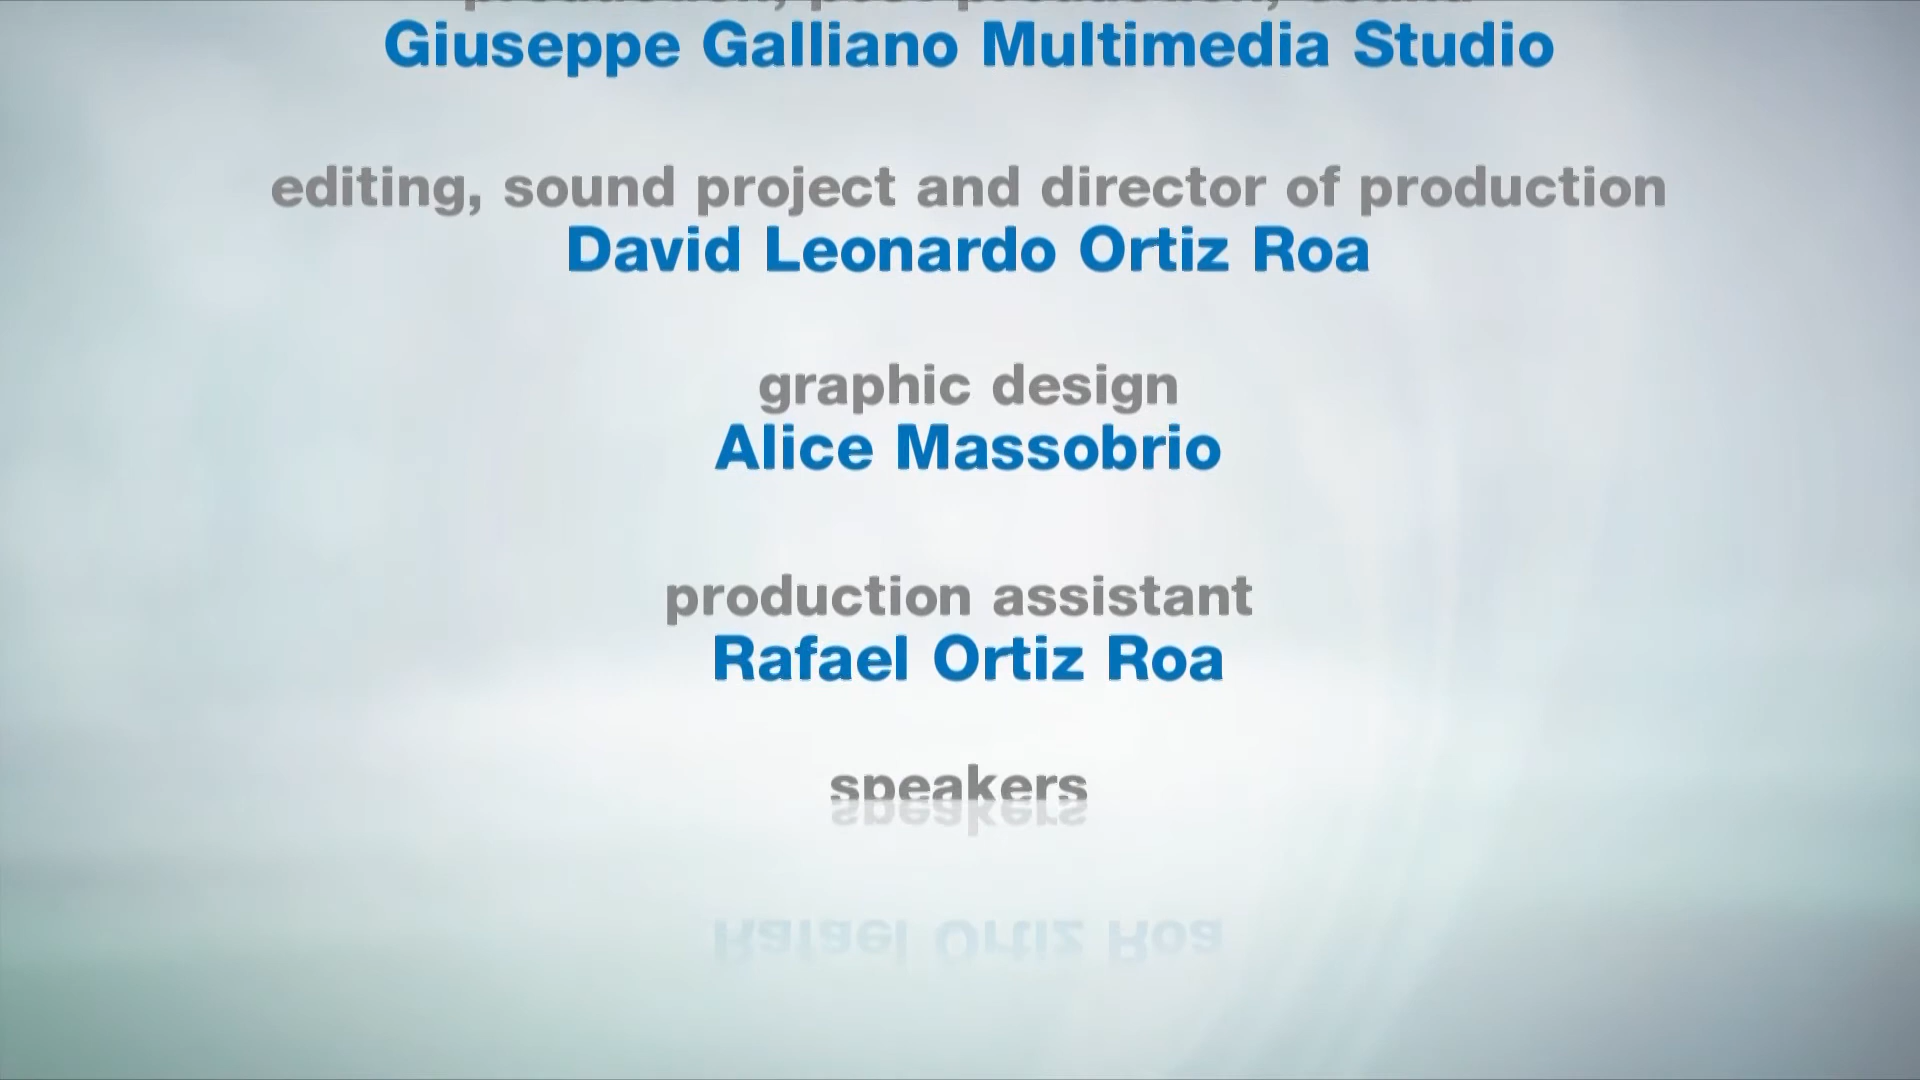 Giuseppe Galliano Multimedia Studio
editing, sound project and director of production
David Leonardo Ortiz Roa
graphic design
Alice Massobrio
production assistant
Rafael Ortiz Roa
speakers